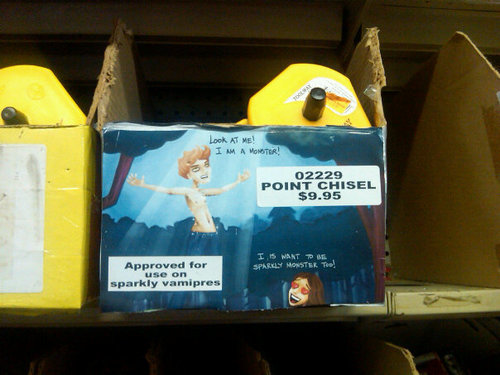 LOOK AT ME!
I AM A MONSTER!
02229
POINT CHISEL
$9.95
Approved for
use on
sparkly vamipres
I IS WANT TO BE
SPARKLY MONSTER TOO!